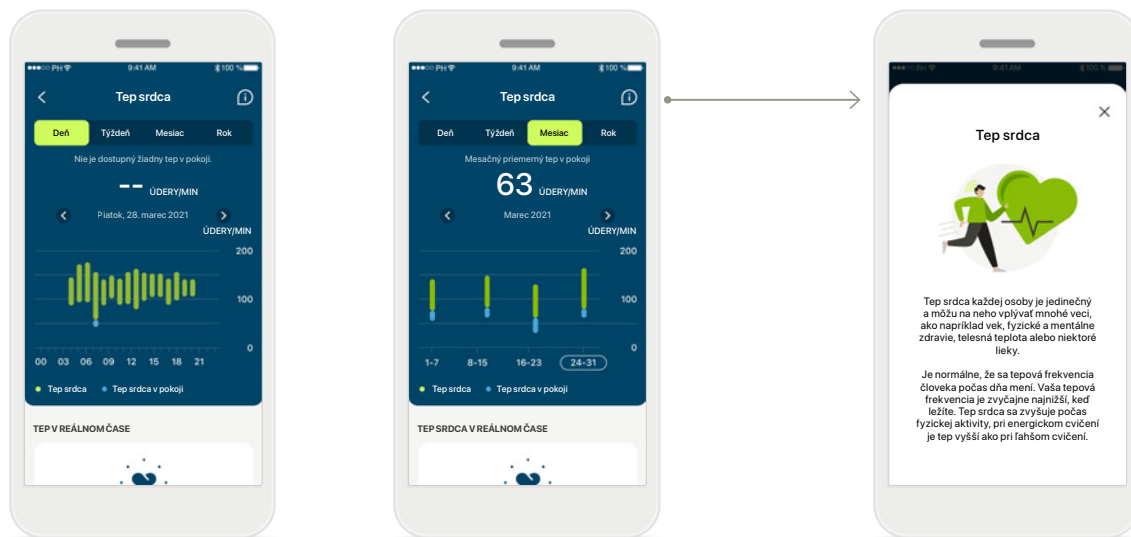 PH 9:41 AM 100 %
Tep srdca
Deň Týždeň Mesiac Rok
Nie je dostupný žiadny tep v pokoji.
-- ÚDERY/MIN
Piatok, 28. marec 2021
ÚDERY/MIN
200
100
0
00 03 06 09 12 15 18 21
Tep srdca Tep srdca v pokoji
TEP V REÁLNOM ČASE
PH 9:41 AM 100 %
Tep srdca
Deň Týždeň Mesiac Rok
Mesačný priemerný tep v pokoji
63 ÚDERY/MIN
Marec 2021
ÚDERY/MIN
200
100
0
1-7 8-15 16-23 24-31
Tep srdca Tep srdca v pokoji
TEP SRDCA V REÁLNOM ČASE
PH 9:41 AM 100 %
Tep srdca
Tep srdca každej osoby je jedinečný
a môžu na neho vplývať mnohé veci,
ako napríklad vek, fyzické a mentálne
zdravie, telesná teplota alebo niektoré
lieky.
Je normálne, že sa tepová frekvencia
človeka počas dňa mení. Vaša tepová
frekvencia je zvyčajne najnižší, keď
ležíte. Tep srdca sa zvyšuje počas
fyzickej aktivity, pri energickom cvičení
je tep vyšší ako pri ľahšom cvičení.